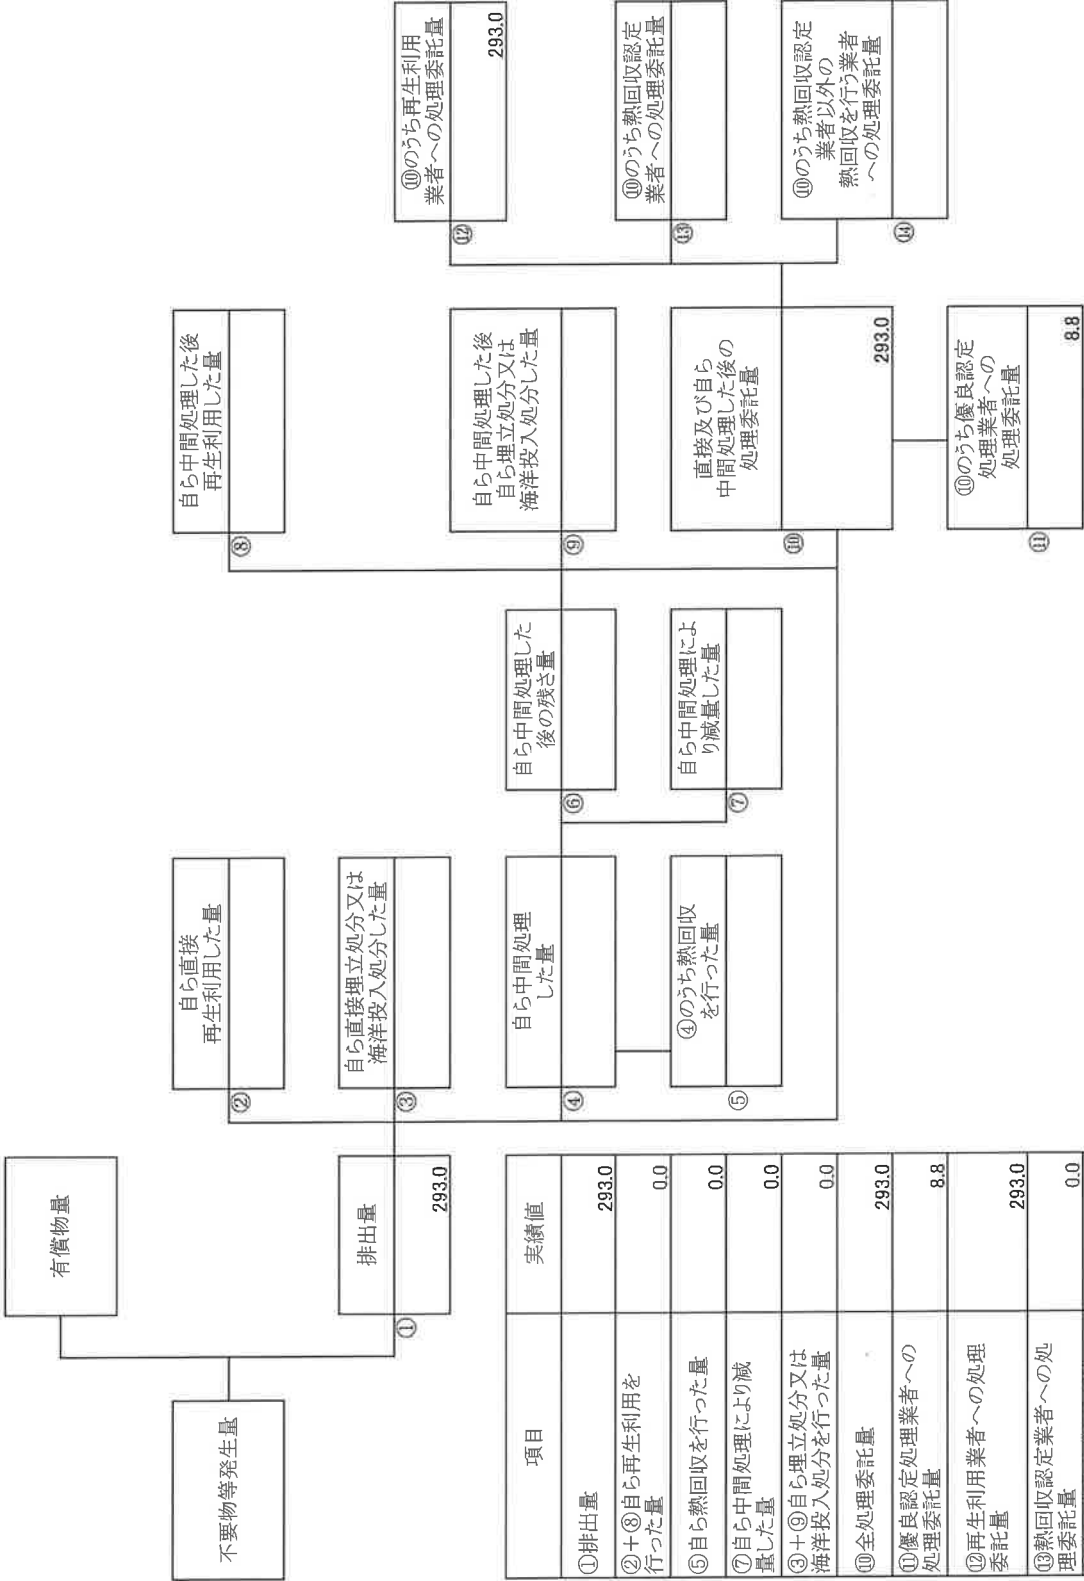 有償物量
不要物等発生量
排出量
①
293.0
自ら直接
再生利用した量
②
自ら直接埋立処分又は
海洋投入処分した量
③
自ら中間処理
した量
④
④のうち熱回収
を行った量
⑤
自ら中間処理した
後の残さ量
⑥
自ら中間処理によ
り減量した量
⑦
自ら中間処理した後
再生利用した量
⑧
自ら中間処理した後
自ら埋立処分又は
海洋投入処分した量
⑨
直接及び自ら
中間処理した後の
処理委託量
⑩
293.0
⑩のうち優良認定
処理業者への
処理委託量
⑪
8.8
⑩のうち再生利用
業者への処理委託量
⑫
293.0
⑩のうち熱回収認定
業者への処理委託量
⑬
⑩のうち熱回収認定
業者以外の
熱回収を行う業者
への処理委託量
⑭
項目 実績値
①排出量 293.0
②+⑧自ら再生利用を
行った量 0.0
⑤自ら熱回収を行った量 0.0
⑦自ら中間処理により減
量した量 0.0
③+⑨自ら埋立処分又は
海洋投入処分を行った量 0.0
⑩全処理委託量 293.0
⑪優良認定処理業者への
処理委託量 8.8
⑫再生利用業者への処理
委託量 293.0
⑬熱回収認定業者への処
理委託量 0.0